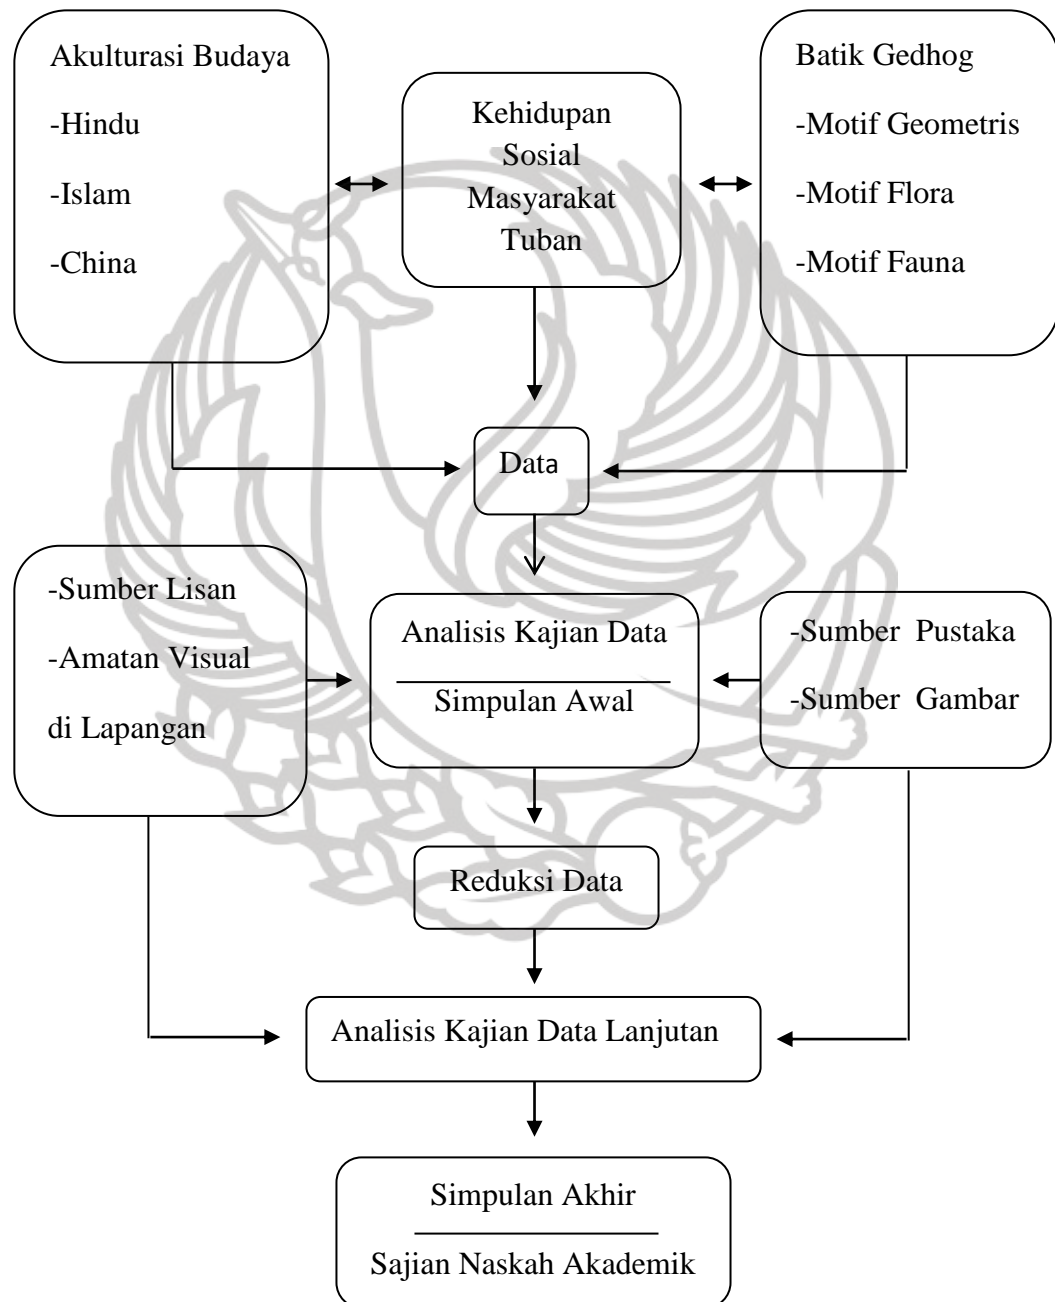 Akulturasi Budaya
-Hindu
-Islam
-China
Kehidupan
Sosial
Masyarakat
Tuban
Batik Gedhog
-Motif Geometris
-Motif Flora
-Motif Fauna
Data
-Sumber Lisan
-Amatan Visual
di Lapangan
Analisis Kajian Data
Simpulan Awal
-Sumber Pustaka
-Sumber Gambar
Reduksi Data
Analisis Kajian Data Lanjutan
Simpulan Akhir
Sajian Naskah Akademik